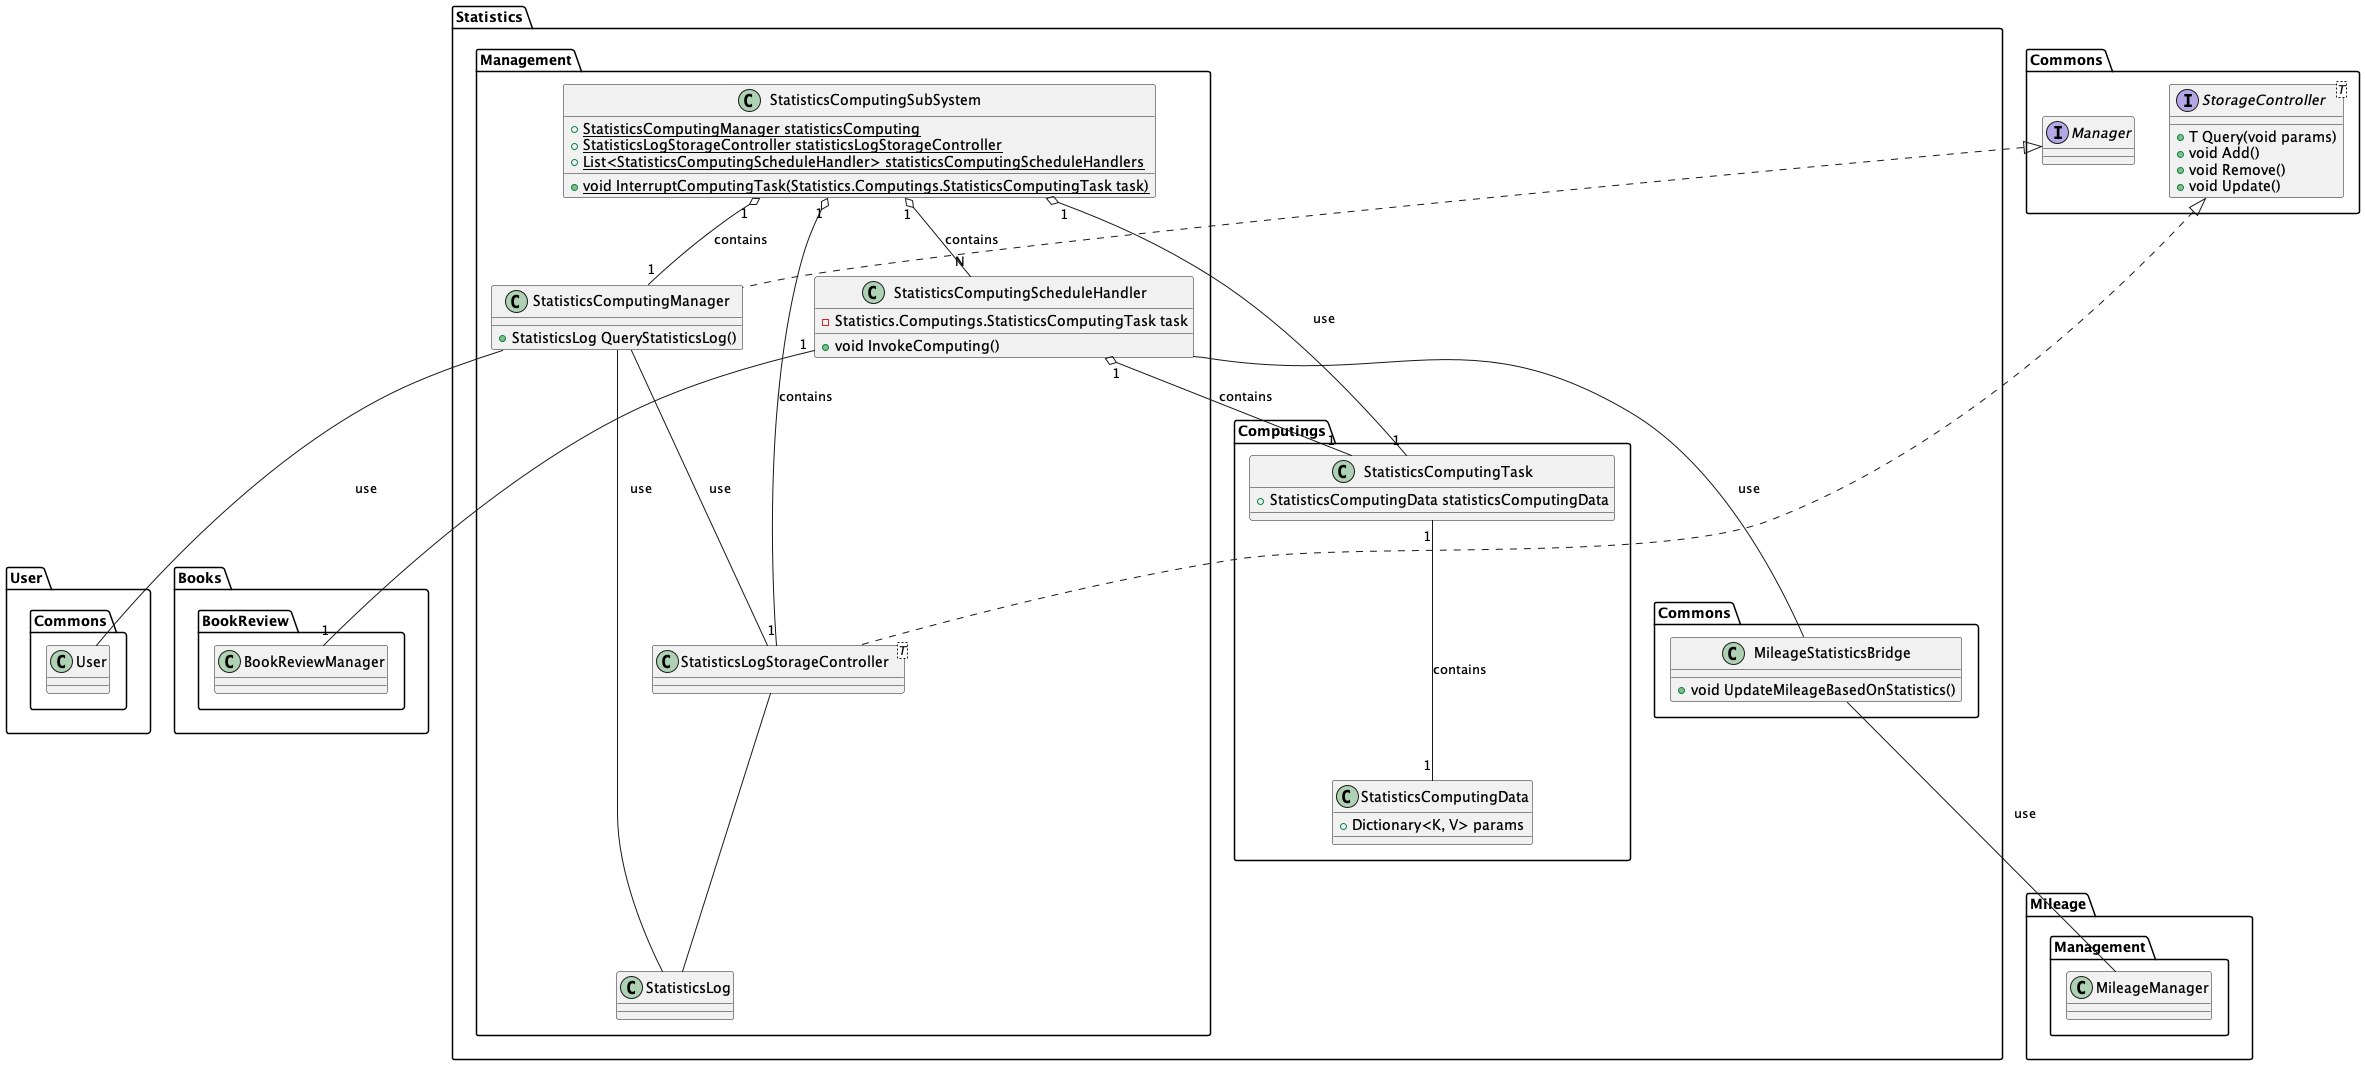 Statistics
Management
Commons
C StatisticsComputingSubSystem
StatisticsComputingManager statisticsComputing
StatisticsLogStorageController statisticsLogStorageController
List<StatisticsComputingScheduleHandler> statisticsComputingScheduleHandlers
void InterruptComputingTask(Statistics.Computings.StatisticsComputingTask task)
I Manager
I StorageController
T
T Query(void params)
void Add()
void Remove()
void Update()
1
1
1
1
contains
contains
1
N
C StatisticsComputingManager
StatisticsLog QueryStatisticsLog()
C StatisticsComputingScheduleHandler
Statistics.Computings.StatisticsComputingTask task
void InvokeComputing()
use
1
1
contains
contains
Computings
1
1
C StatisticsComputingTask
StatisticsComputingData statisticsComputingData
use
use
use
use
1
User
Commons
C User
Books
BookReview
1
C BookReviewManager
1
C StatisticsLogStorageController
T
contains
Commons
C MileageStatisticsBridge
void UpdateMileageBasedOnStatistics()
1
C StatisticsComputingData
Dictionary<K, V> params
use
Mileage
Management
C StatisticsLog
C MileageManager